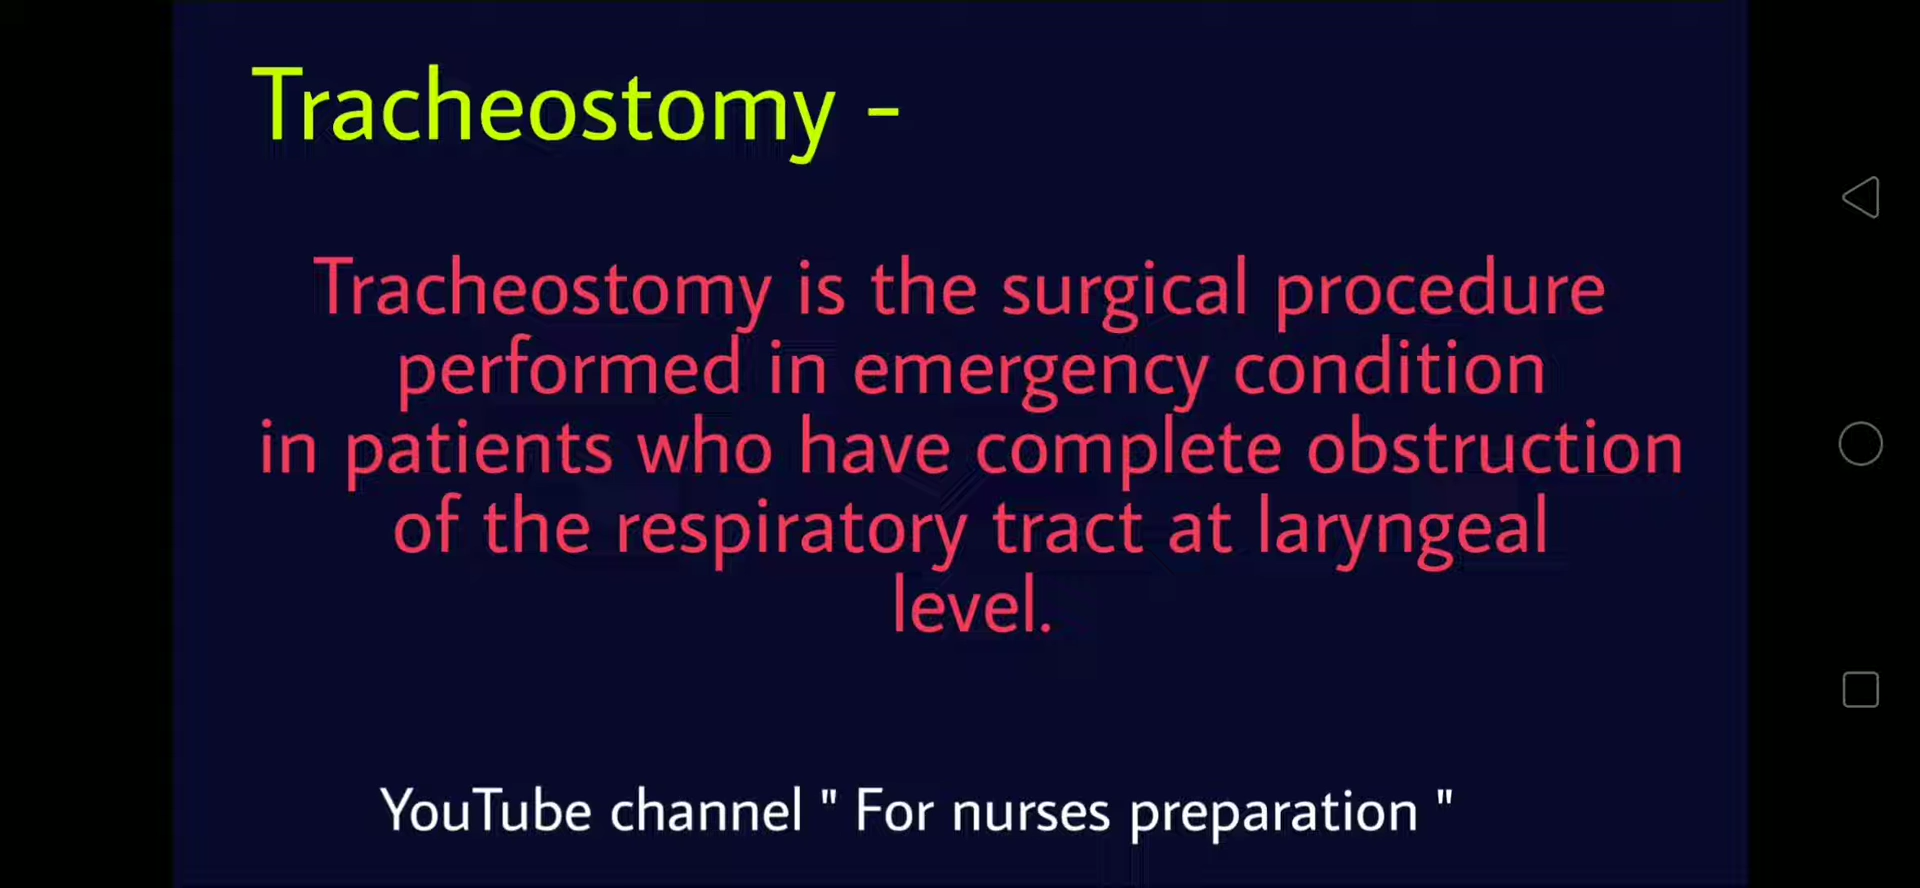 Tracheostomy -
Tracheostomy is the surgical procedure
performed in emergency condition
in patients who have complete obstruction
of the respiratory tract at laryngeal
level.
YouTube channel " For nurses preparation "